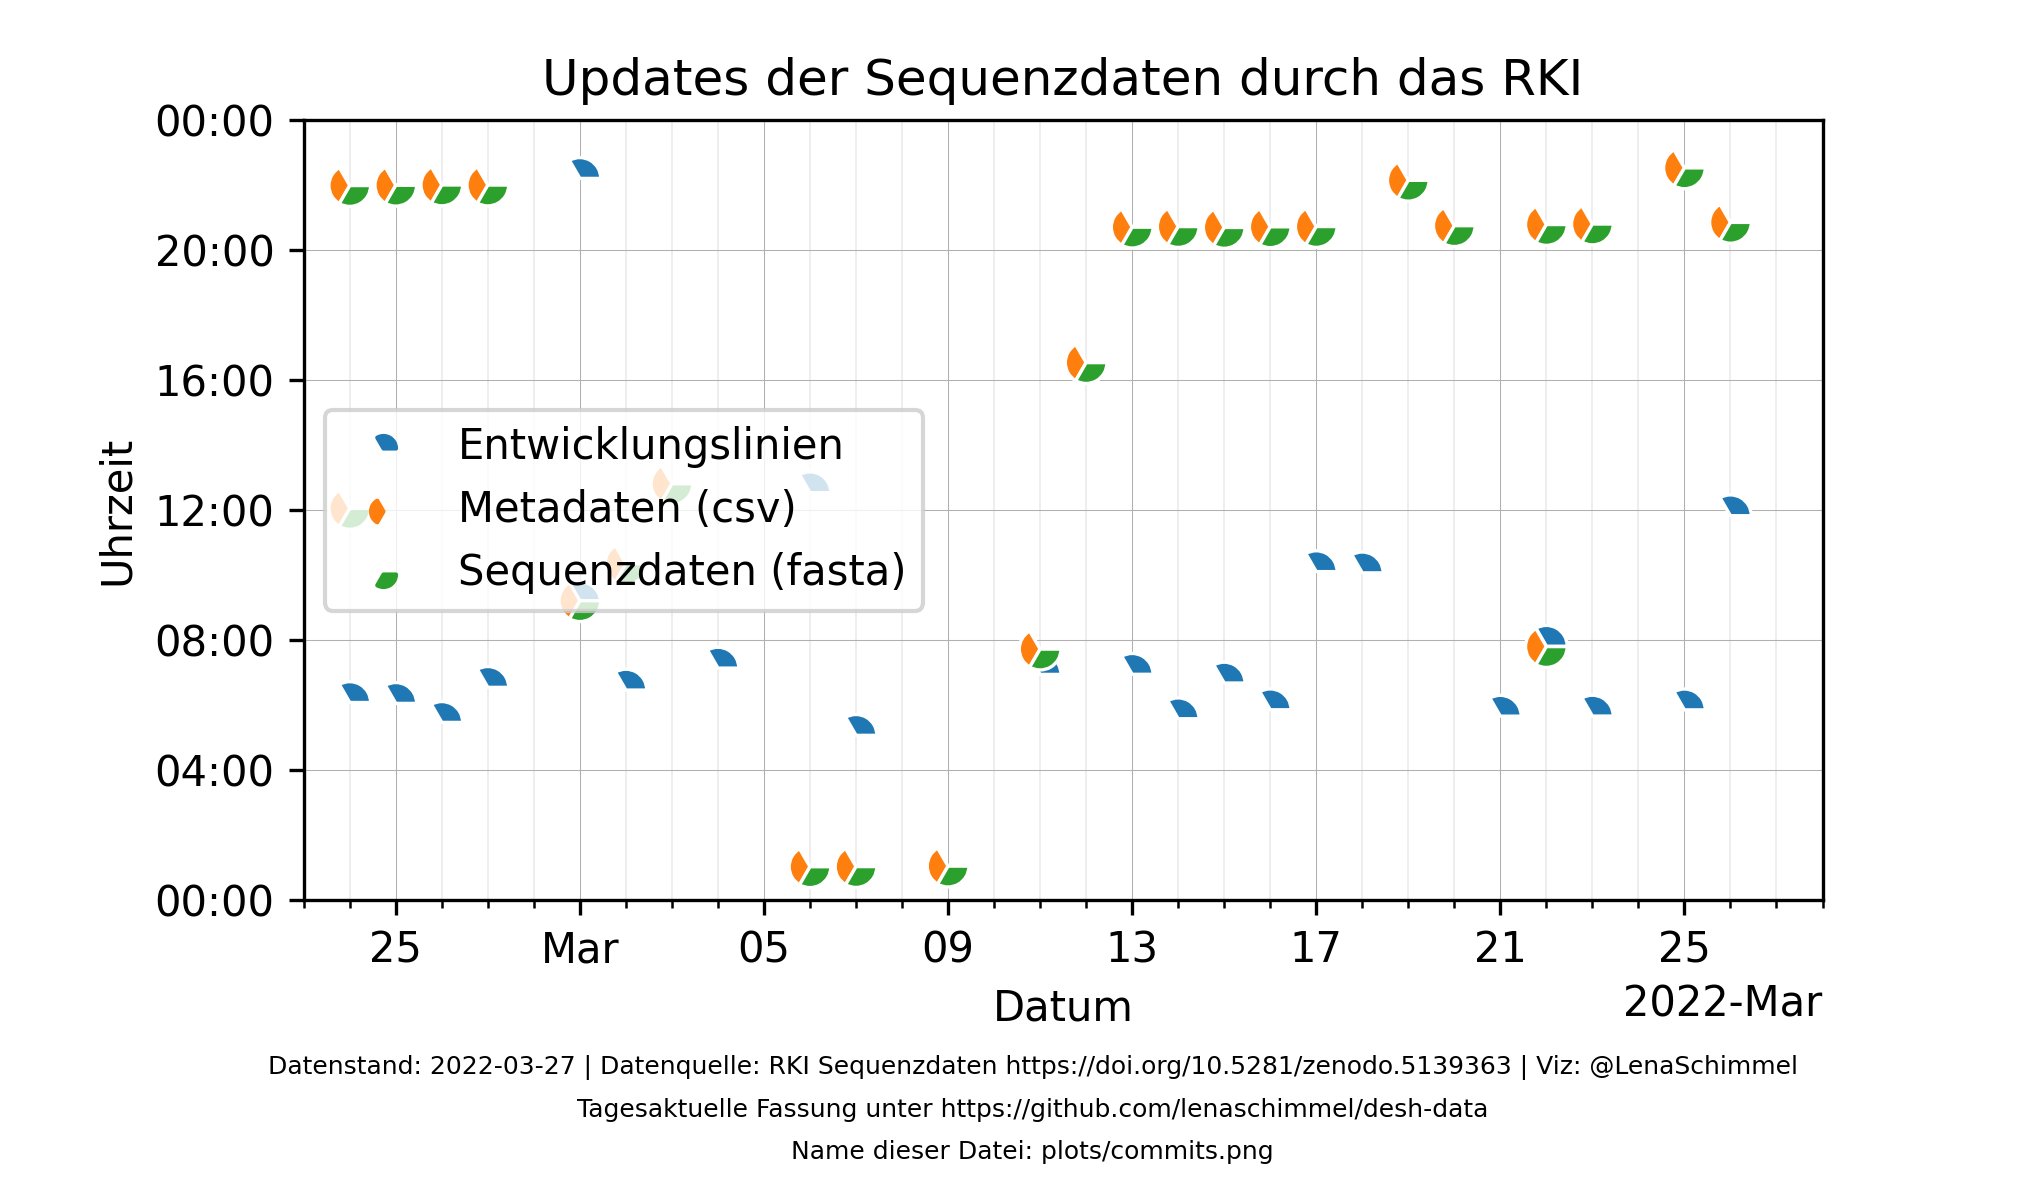 Updates der Sequenzdaten durch das RKI
00:00
20:00
16:00
12:00
08:00
04:00
00:00
Uhrzeit
Entwicklungslinien
Metadaten (csv)
Sequenzdaten (fasta)
25 Mar 05 09 13 17 21 25
2022-Mar
Datum
Datenstand: 2022-03-27 | Datenquelle: RKI Sequenzdaten https://doi.org/10.5281/zenodo.5139363 | Viz: @LenaSchimmel
Tagesaktuelle Fassung unter https://github.com/lenaschimmel/desh-data
Name dieser Datei: plots/commits.png